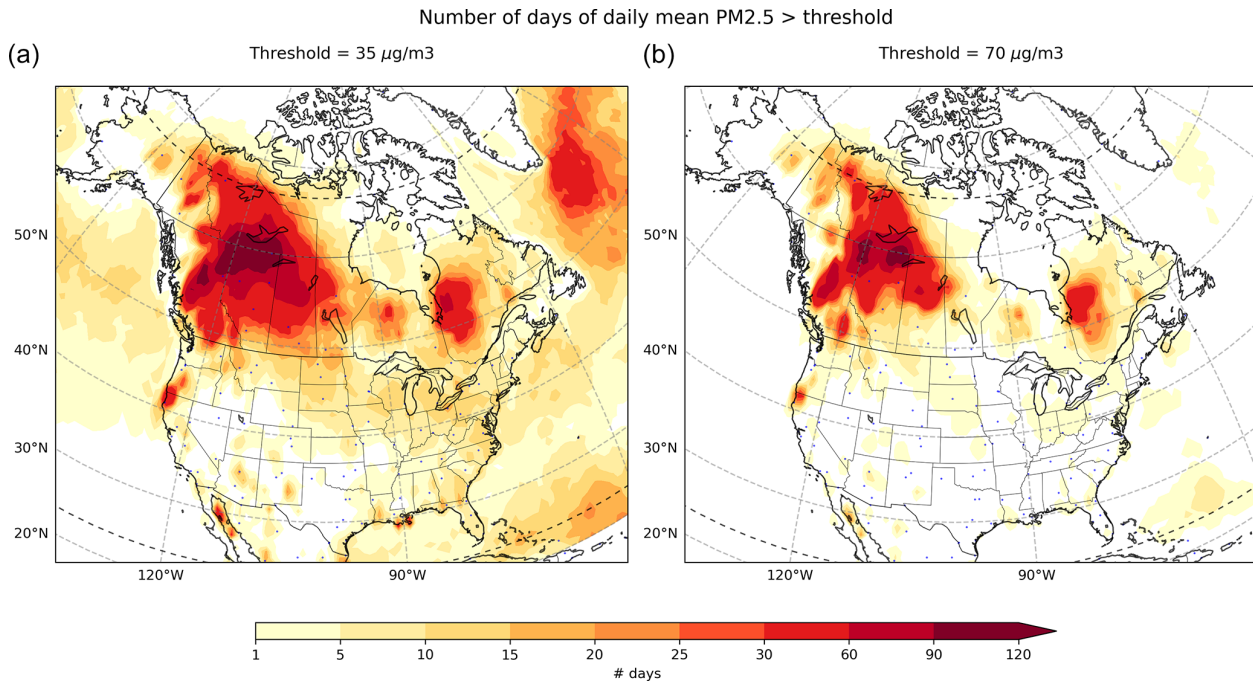 Number of days of daily mean PM2.5 > threshold
(a)
Threshold = 35 μg/m3
(b)
Threshold = 70 μg/m3
50°N
40°N
30°N
20°N
120°W
90°W
50°N
40°N
30°N
20°N
120°W
90°W
1 5 10 15 20 25 30 60 90 120
# days